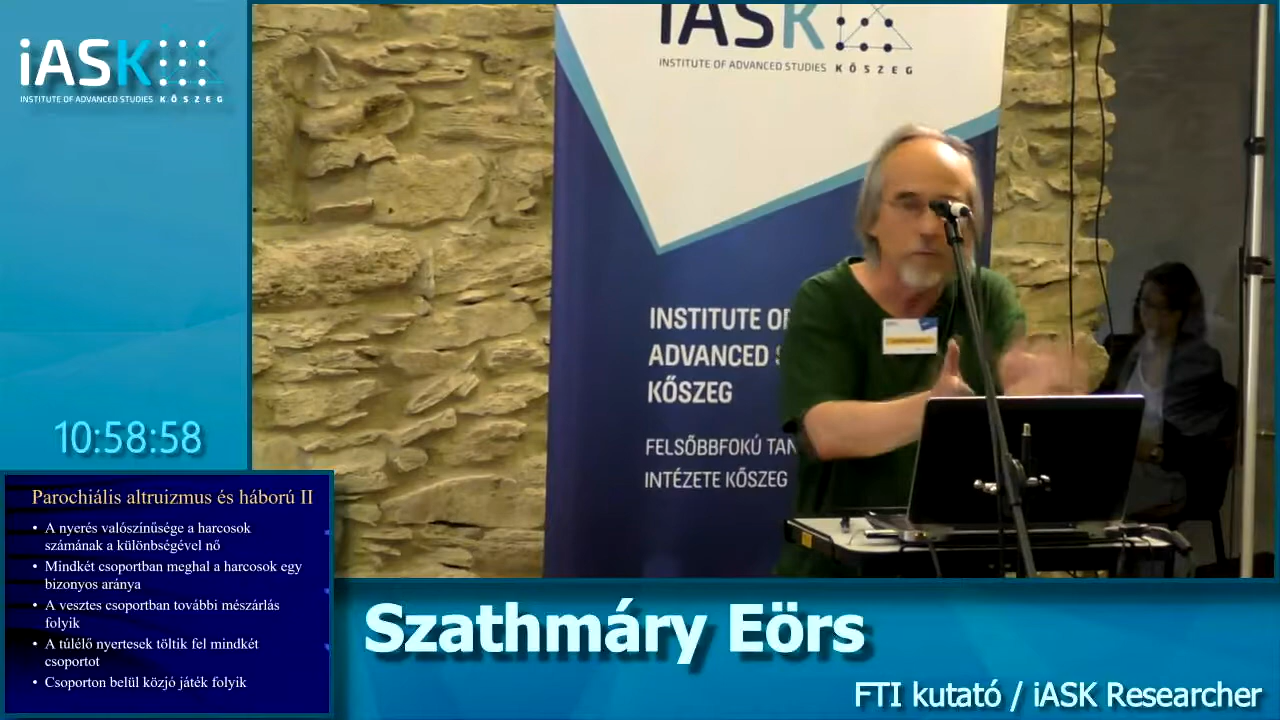 iASK
INSTITUTE OF ADVANCED STUDIES KŐSZEG
iASK
INSTITUTE OF ADVANCED STUDIES KŐSZEG
INSTITUTE OF
ADVANCED
KŐSZEG
FELSŐBBFOKÚ
INTÉZETE KŐSZEG
10:58:58
Parochiális altruizmus és háború II
• A nyerés valószínűsége a harcosok
számának a különbségével nő
• Mindkét csoportban meghal a harcosok egy
bizonyos aránya
• A vesztes csoportban további mészárlás
folyik
• A túlélő nyertesek töltik fel mindkét
csoportot
• Csoporton belül közjó játék folyik
Szathmáry Eörs
FTI kutató / iASK Researcher